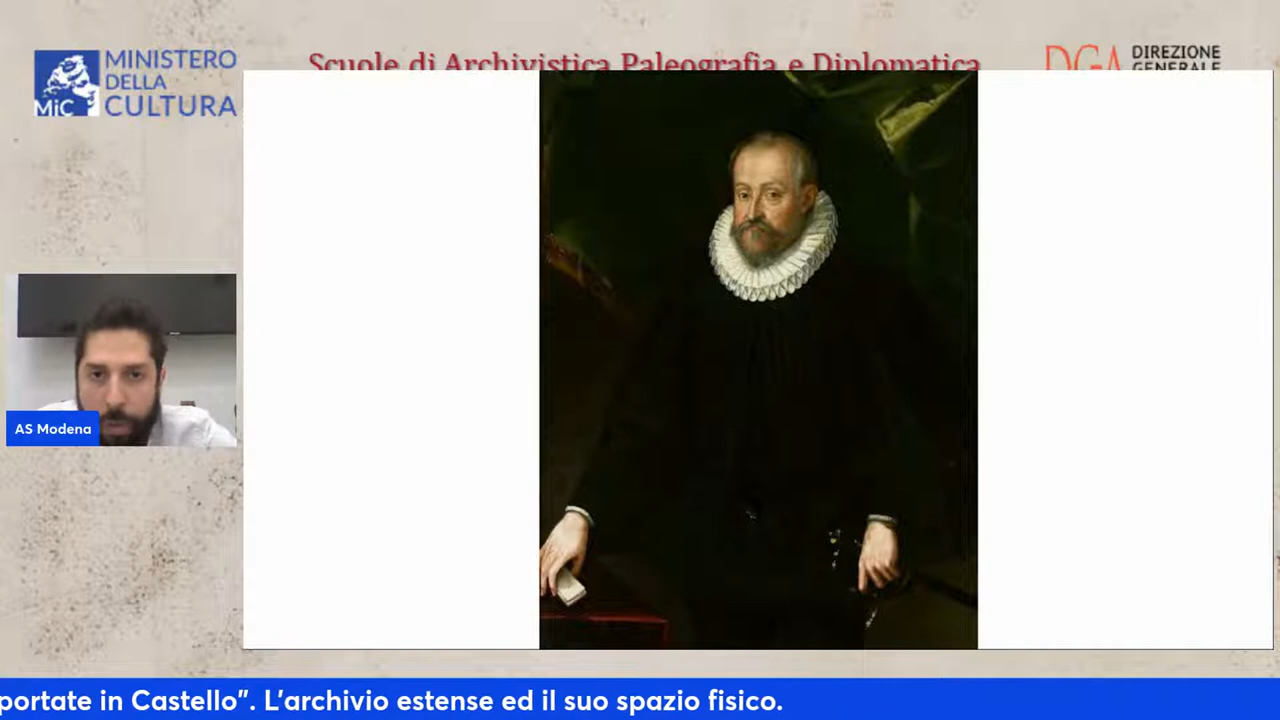 MINISTERO
DELLA
CULTURA
MiC
Scuole di Archivistica Paleografia e Diplomatica
DGA
DIREZIONE
GENERALE
AS Modena
portate in Castello”. L’archivio estense ed il suo spazio fisico.